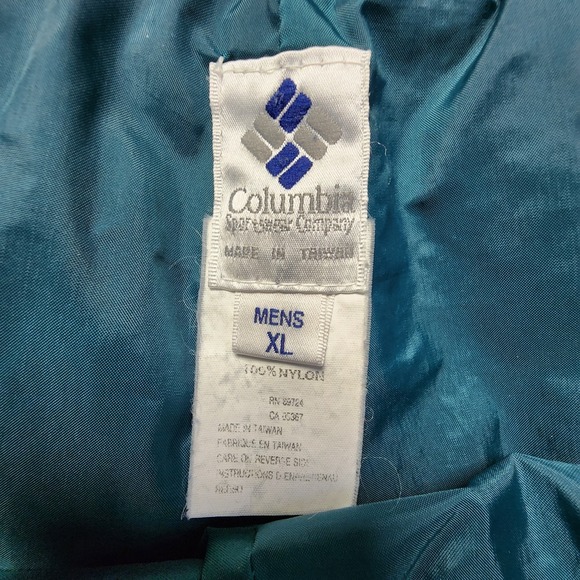 Columbia
Sportswear Company
MADE IN TAIWAN
MENS
XL
100% NYLON
RN 69724
CA 05367
MADE IN TAIWAN
FABRIQUE EN TAIWAN
CARE ON REVERSE SIDE
INSTRUCTIONS D